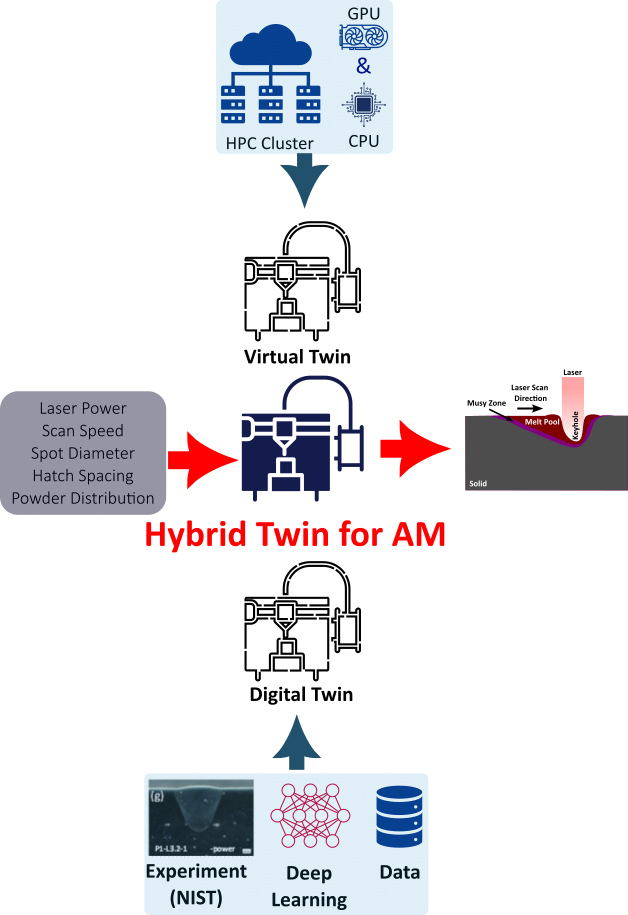 GPU
&
HPC Cluster
CPU
Virtual Twin
Laser Power
Scan Speed
Spot Diameter
Hatch Spacing
Powder Distribution
Laser
Laser Scan
Direction
Musy Zone
Melt Pool
Keyhole
Solid
Hybrid Twin for AM
Digital Twin
(g)
P1-L3.2-1
-power
Experiment
(NIST)
Deep
Learning
Data